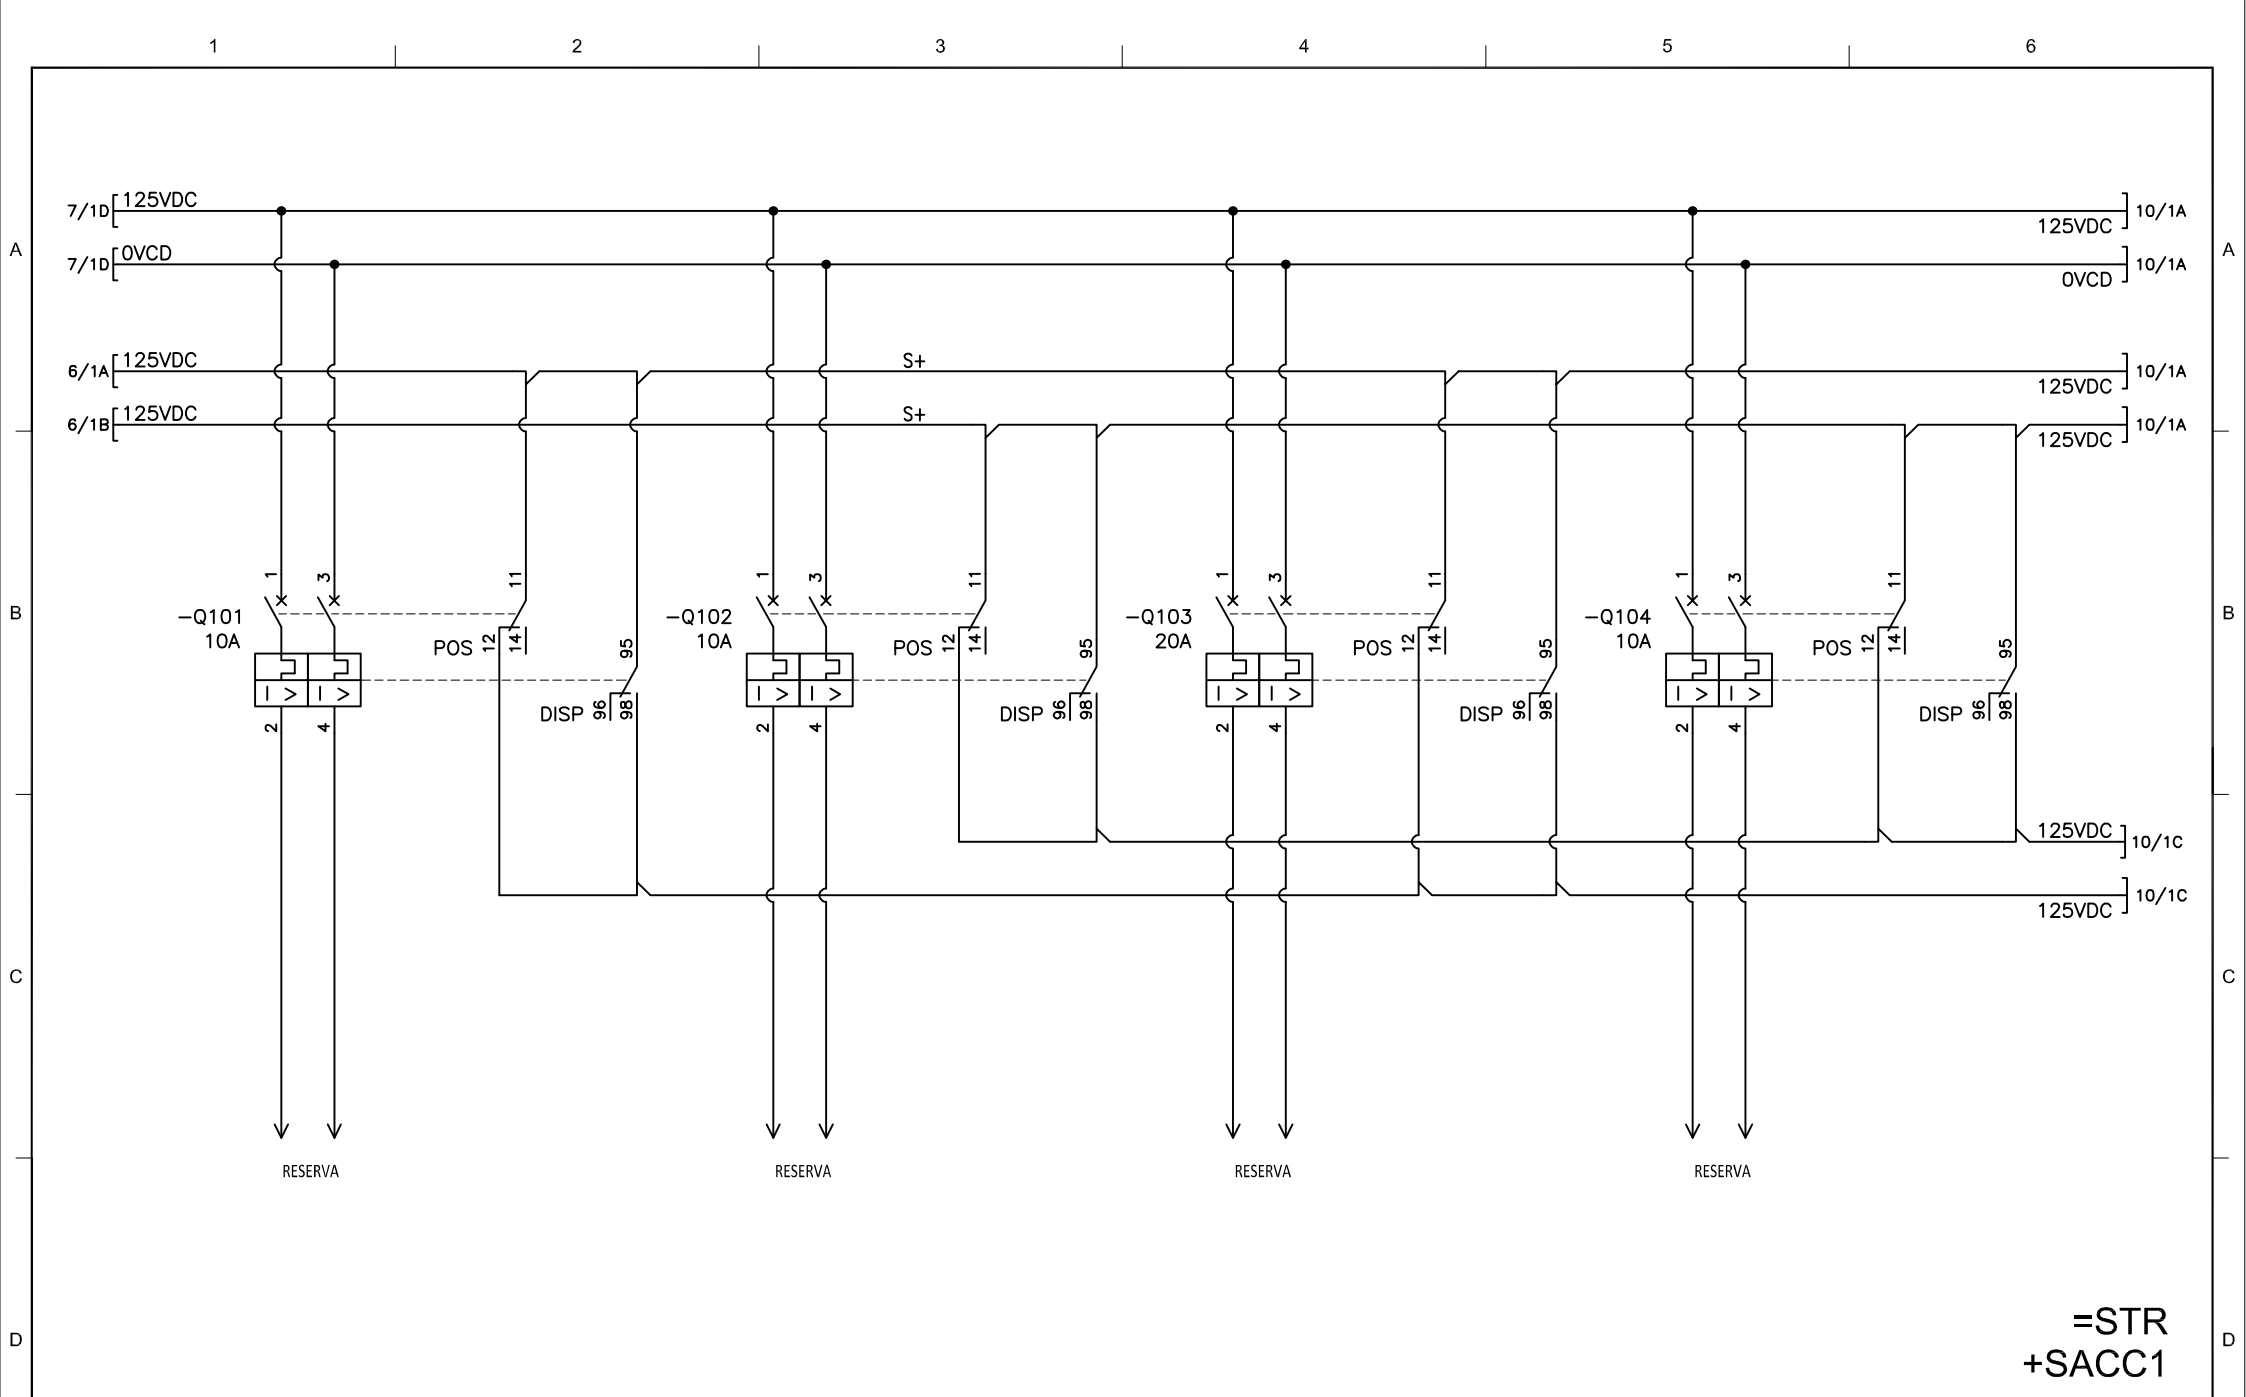 1 2 3 4 5 6
7/1D 125VDC 10/1A
125VDC
A A
7/1D 0VCD 10/1A
0VCD
6/1A 125VDC S+ 10/1A
125VDC
6/1B 125VDC S+ 10/1A
125VDC
1 3 11 1 3 11 1 3 11 1 3 11
B -Q101 -Q102 -Q103 -Q104 B
10A 10A 20A 10A
POS 12 14 95 POS 12 14 95 POS 12 14 95 POS 12 14 95
I > I > I > I > I > I > I > I >
DISP 96 98 DISP 96 98 DISP 96 98 DISP 96 98
2 4 2 4 2 4 2 4
125VDC 10/1C
10/1C
125VDC
C C
RESERVA RESERVA RESERVA RESERVA
=STR
D D
+SACC1